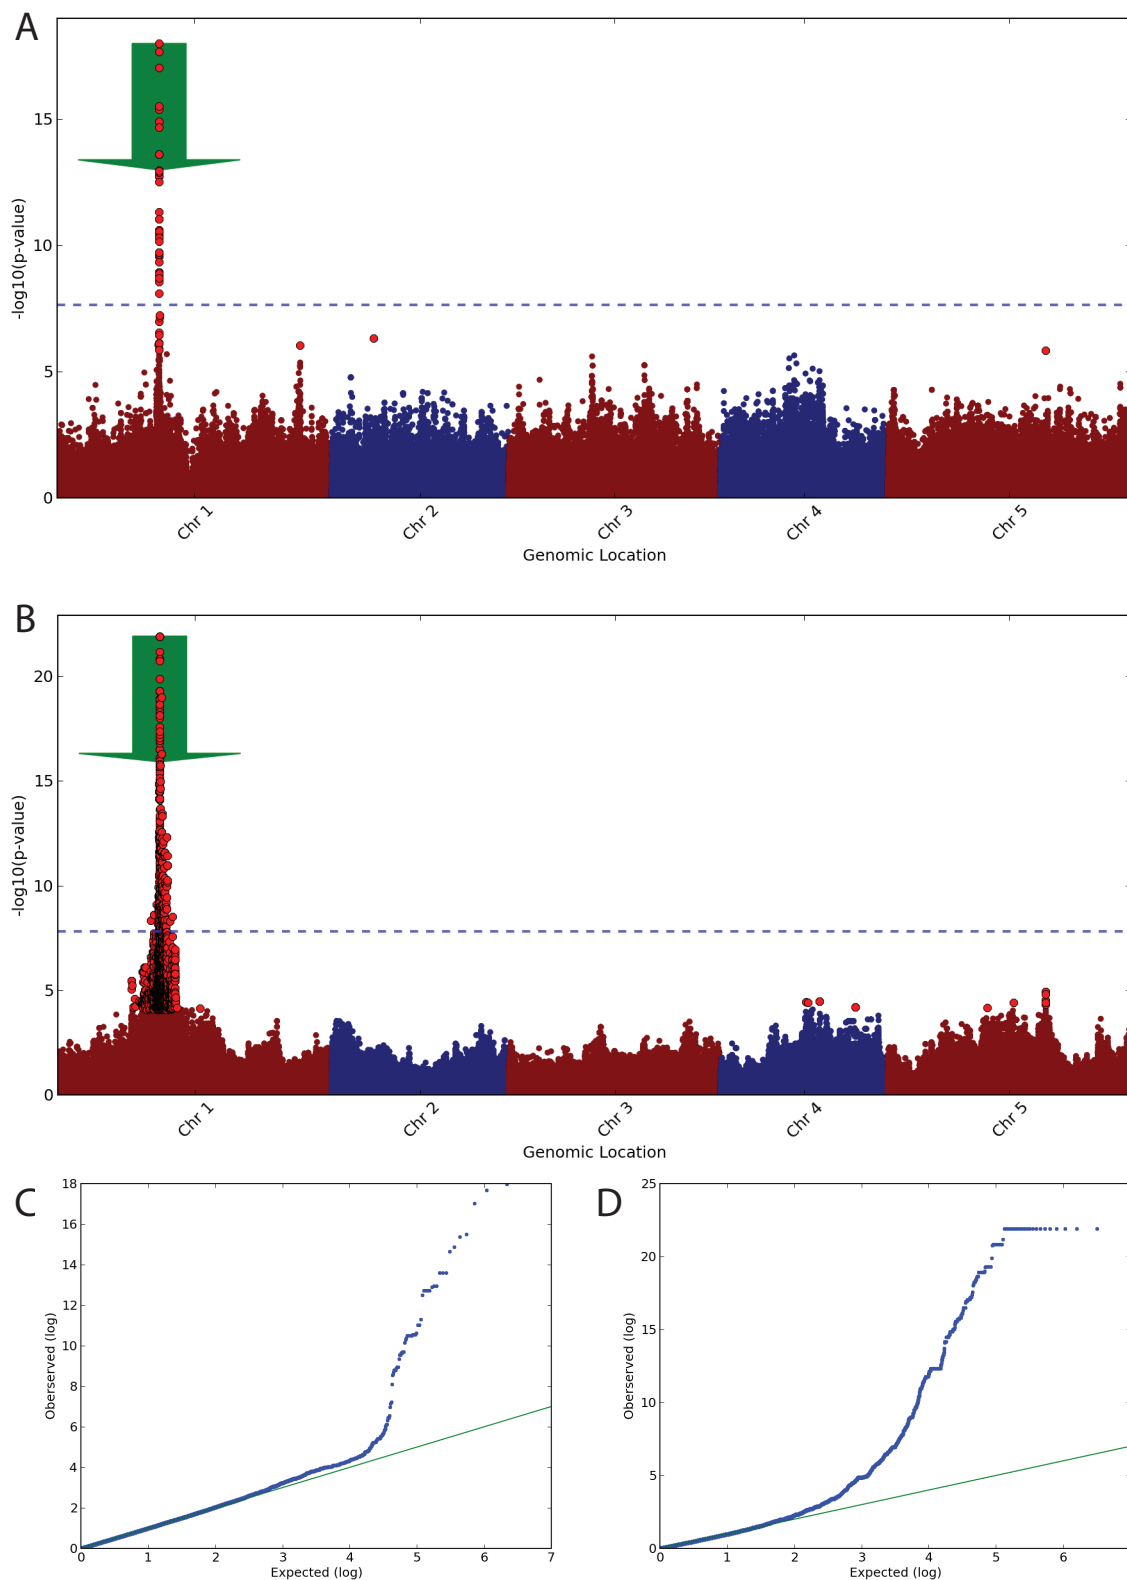 A
15
10
5
0
-log10(p-value)
Chr 1
Chr 2
Chr 3
Chr 4
Chr 5
Genomic Location
B
20
15
10
5
0
-log10(p-value)
Chr 1
Chr 2
Chr 3
Chr 4
Chr 5
Genomic Location
C
18
16
14
12
10
8
6
4
2
0
Oberserved (log)
0 1 2 3 4 5 6 7
Expected (log)
D
25
20
15
10
5
0
Oberserved (log)
0 1 2 3 4 5 6
Expected (log)